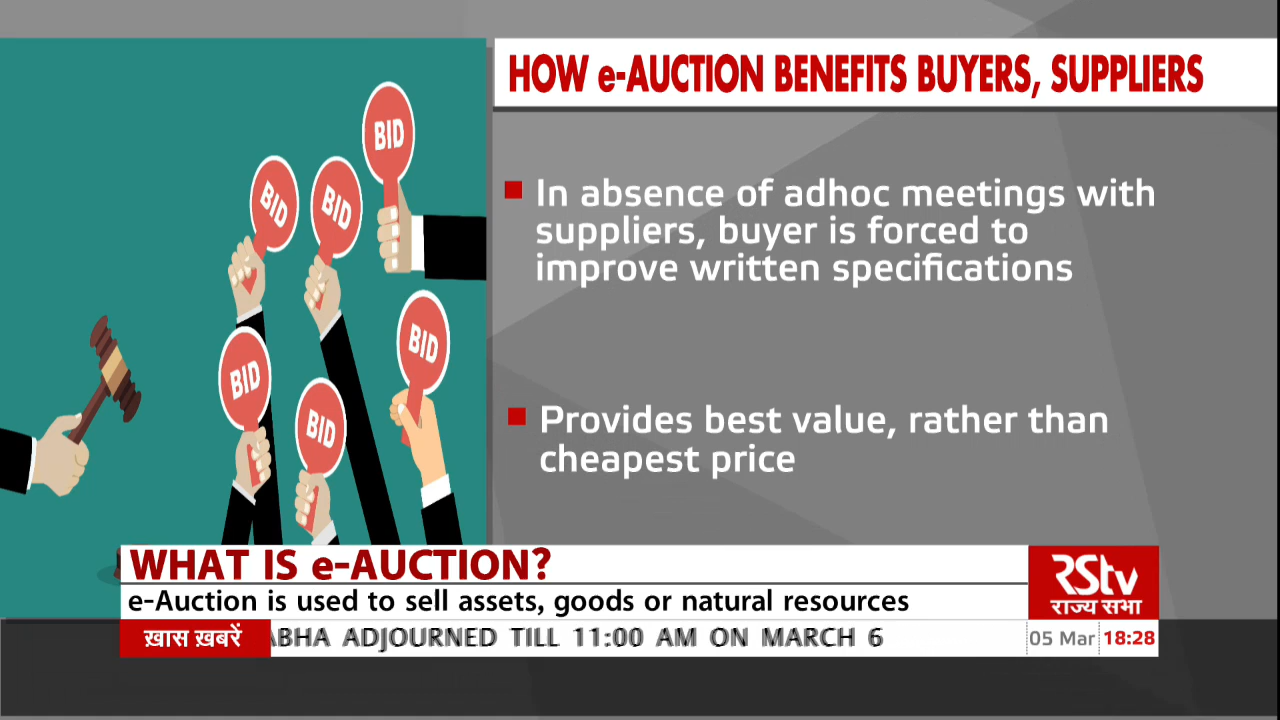 HOW e-AUCTION BENEFITS BUYERS, SUPPLIERS
BID
BID
BID
BID
BID
BID
In absence of adhoc meetings with
suppliers, buyer is forced to
improve written specifications
Provides best value, rather than
cheapest price
WHAT IS e-AUCTION?
e-Auction is used to sell assets, goods or natural resources
RStv
राज्य सभा
ख़ास ख़बरें
ABHA ADJOURNED TILL 11:00 AM ON MARCH 6
05 Mar 18:28